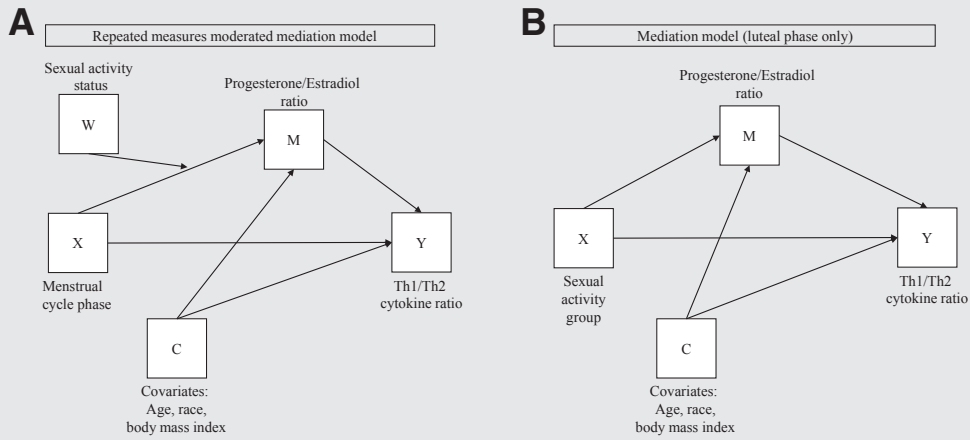 A
Repeated measures moderated mediation model
Sexual activity
status
W
Progesterone/Estradiol
ratio
M
X
Menstrual
cycle phase
Y
Th1/Th2
cytokine ratio
C
Covariates:
Age, race,
body mass index
B
Mediation model (luteal phase only)
Progesterone/Estradiol
ratio
M
X
Sexual
activity
group
Y
Th1/Th2
cytokine ratio
C
Covariates:
Age, race,
body mass index